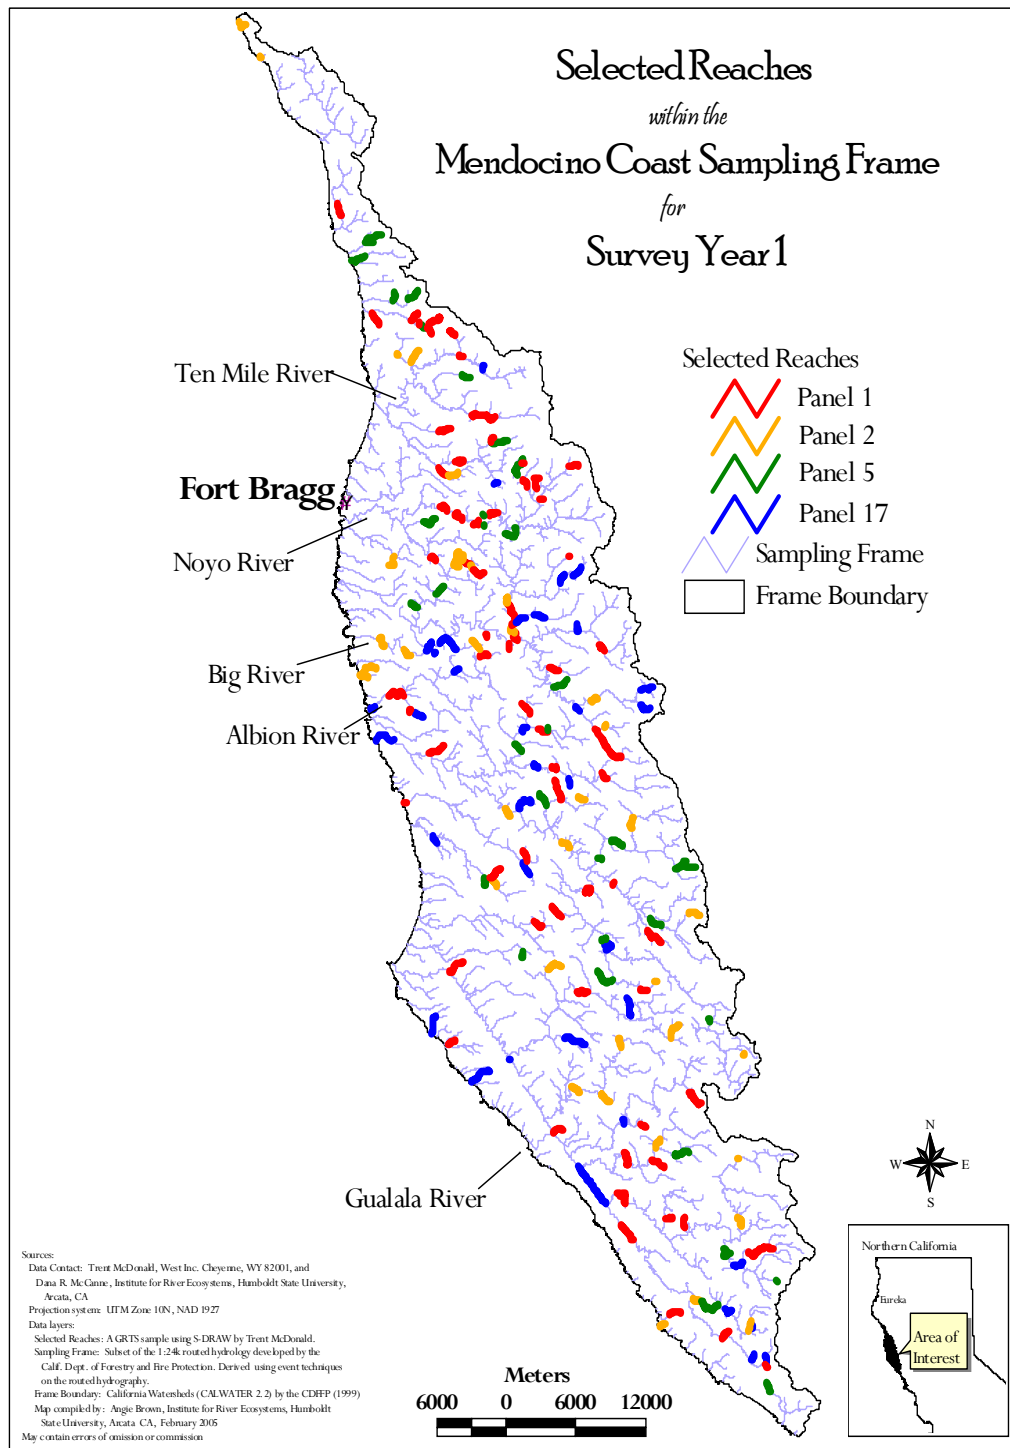 Selected Reaches
within the
Mendocino Coast Sampling Frame
for
Survey Year 1
Selected Reaches
Panel 1
Panel 2
Panel 5
Panel 17
Sampling Frame
Frame Boundary
Ten Mile River
Fort Bragg
Noyo River
Big River
Albion River
Gualala River
N
W E
S
Northern California
Eureka
Area of
Interest
Meters
6000 0 6000 12000
Sources:
Data Contact: Trent McDonald, West Inc. Cheyenne, WY 82001, and
Dana R. McCanne, Institute for River Ecosystems, Humboldt State University,
Arcata, CA
Projection system: UTM Zone 10N, NAD 1927
Data layers:
Selected Reaches: A GRTS sample using S-DRAW by Trent McDonald.
Sampling Frame: Subset of the 1:24k routed hydrology developed by the
Calif. Dept. of Forestry and Fire Protection. Derived using event techniques
on the routed hydrography.
Frame Boundary: California Watersheds (CALWATER 2.2) by the CDFFP (1999)
Map compiled by: Angie Brown, Institute for River Ecosystems, Humboldt
State University, Arcata CA, February 2005
May contain errors of omission or commission